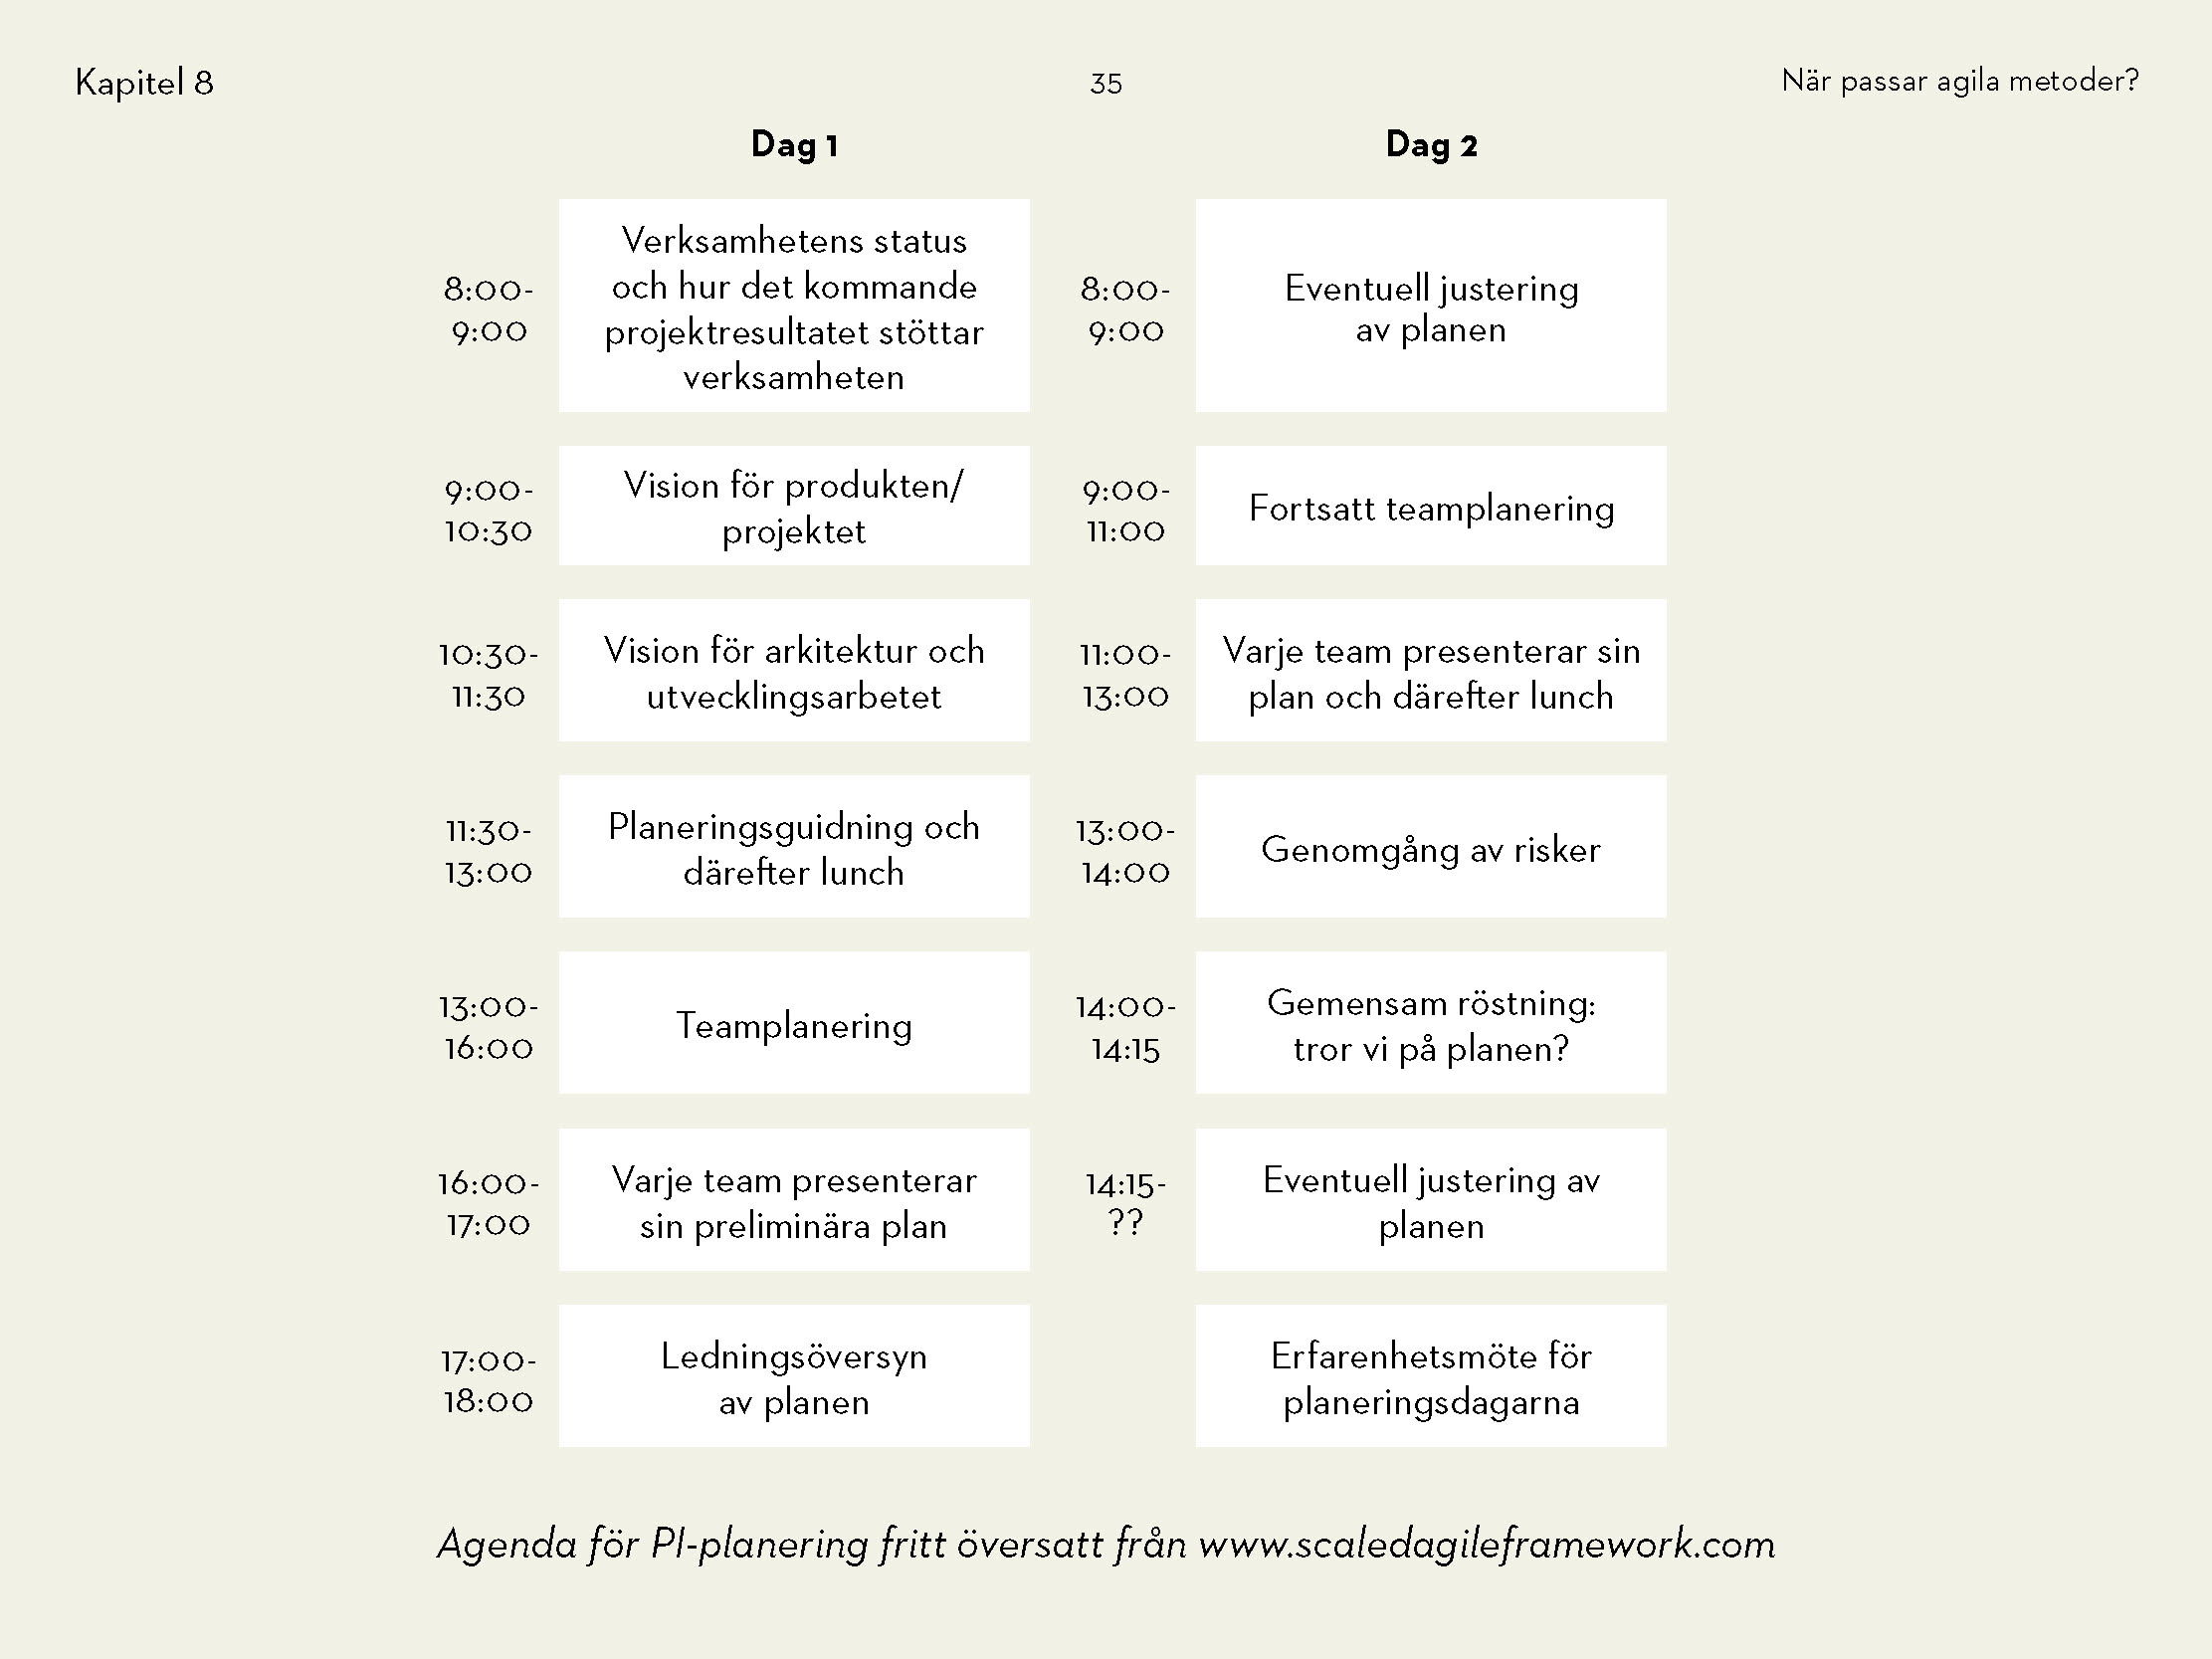 Kapitel 8
35
När passar agila metoder?
Dag 1
8:00-
9:00
Verksamhetens status
och hur det kommande
projektresultatet stöttar
verksamheten
9:00-
10:30
Vision för produkten/
projektet
10:30-
11:30
Vision för arkitektur och
utvecklingsarbetet
11:30-
13:00
Planeringsguidning och
därefter lunch
13:00-
16:00
Teamplanering
16:00-
17:00
Varje team presenterar
sin preliminära plan
17:00-
18:00
Ledningsöversyn
av planen
Dag 2
8:00-
9:00
Eventuell justering
av planen
9:00-
11:00
Fortsatt teamplanering
11:00-
13:00
Varje team presenterar sin
plan och därefter lunch
13:00-
14:00
Genomgång av risker
14:00-
14:15
Gemensam röstning:
tror vi på planen?
14:15-
??
Eventuell justering av
planen
Erfarenhetsmöte för
planeringsdagarna
Agenda för PI-planering fritt översatt från www.scaledagileframework.com